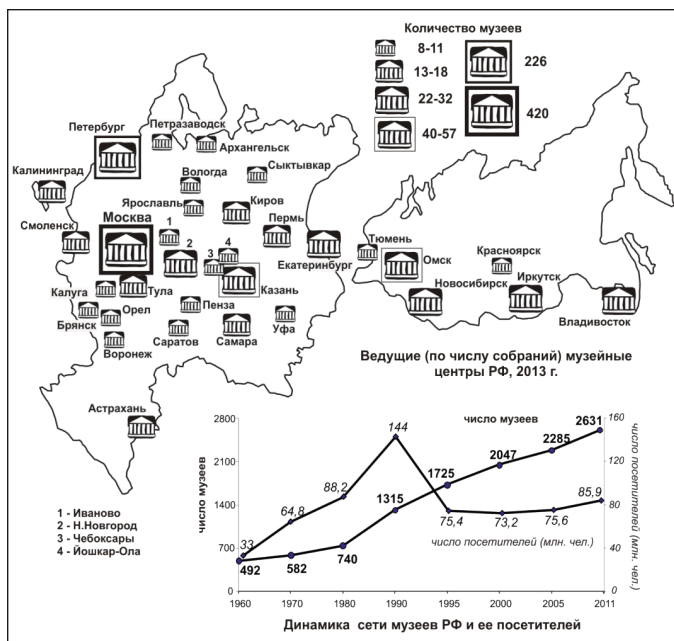 Количество музеев
8-11
13-18
22-32
40-57
226
420
Петербург
Петразаводск
Архангельск
Сыктывкар
Калининград
Вологда
Ярославль
Киров
Смоленск
Москва
1
2
3
4
Пермь
Екатеринбург
Тюмень
Омск
Красноярск
Новосибирск
Иркутск
Владивосток
Калуга
Тула
Казань
Брянск
Орел
Пенза
Воронеж
Саратов
Самара
Уфа
Астрахань
Ведущие (по числу собраний) музейные
центры РФ, 2013 г.
1 - Иваново
2 - Н.Новгород
3 - Чебоксары
4 - Йошкар-Ола
число музеев
2800
2100
1400
700
0
160
120
80
40
0
число музеев
число посетителей (млн. чел.)
число посетителей (млн. чел.)
33
64,8
88,2
144
75,4
73,2
75,6
85,9
492
582
740
1315
1725
2047
2285
2631
1960
1970
1980
1990
1995
2000
2005
2011
Динамика сети музеев РФ и ее посетителей